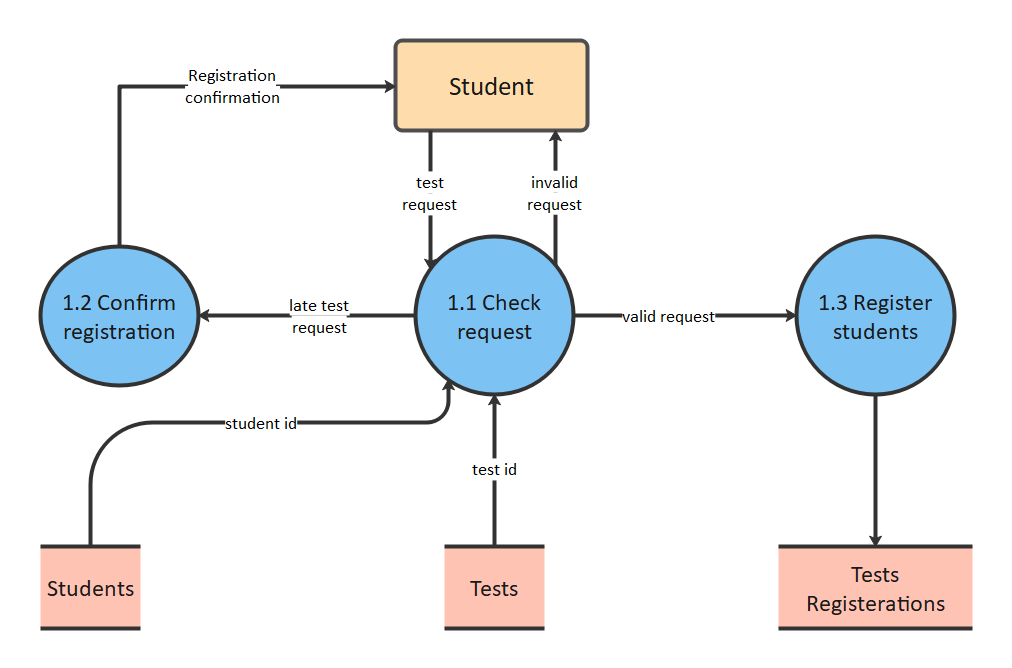 Registration
confirmation
Student
test
request
invalid
request
1.2 Confirm
registration
late test
request
1.1 Check
request
valid request
1.3 Register
students
student id
test id
Students
Tests
Tests
Registerations